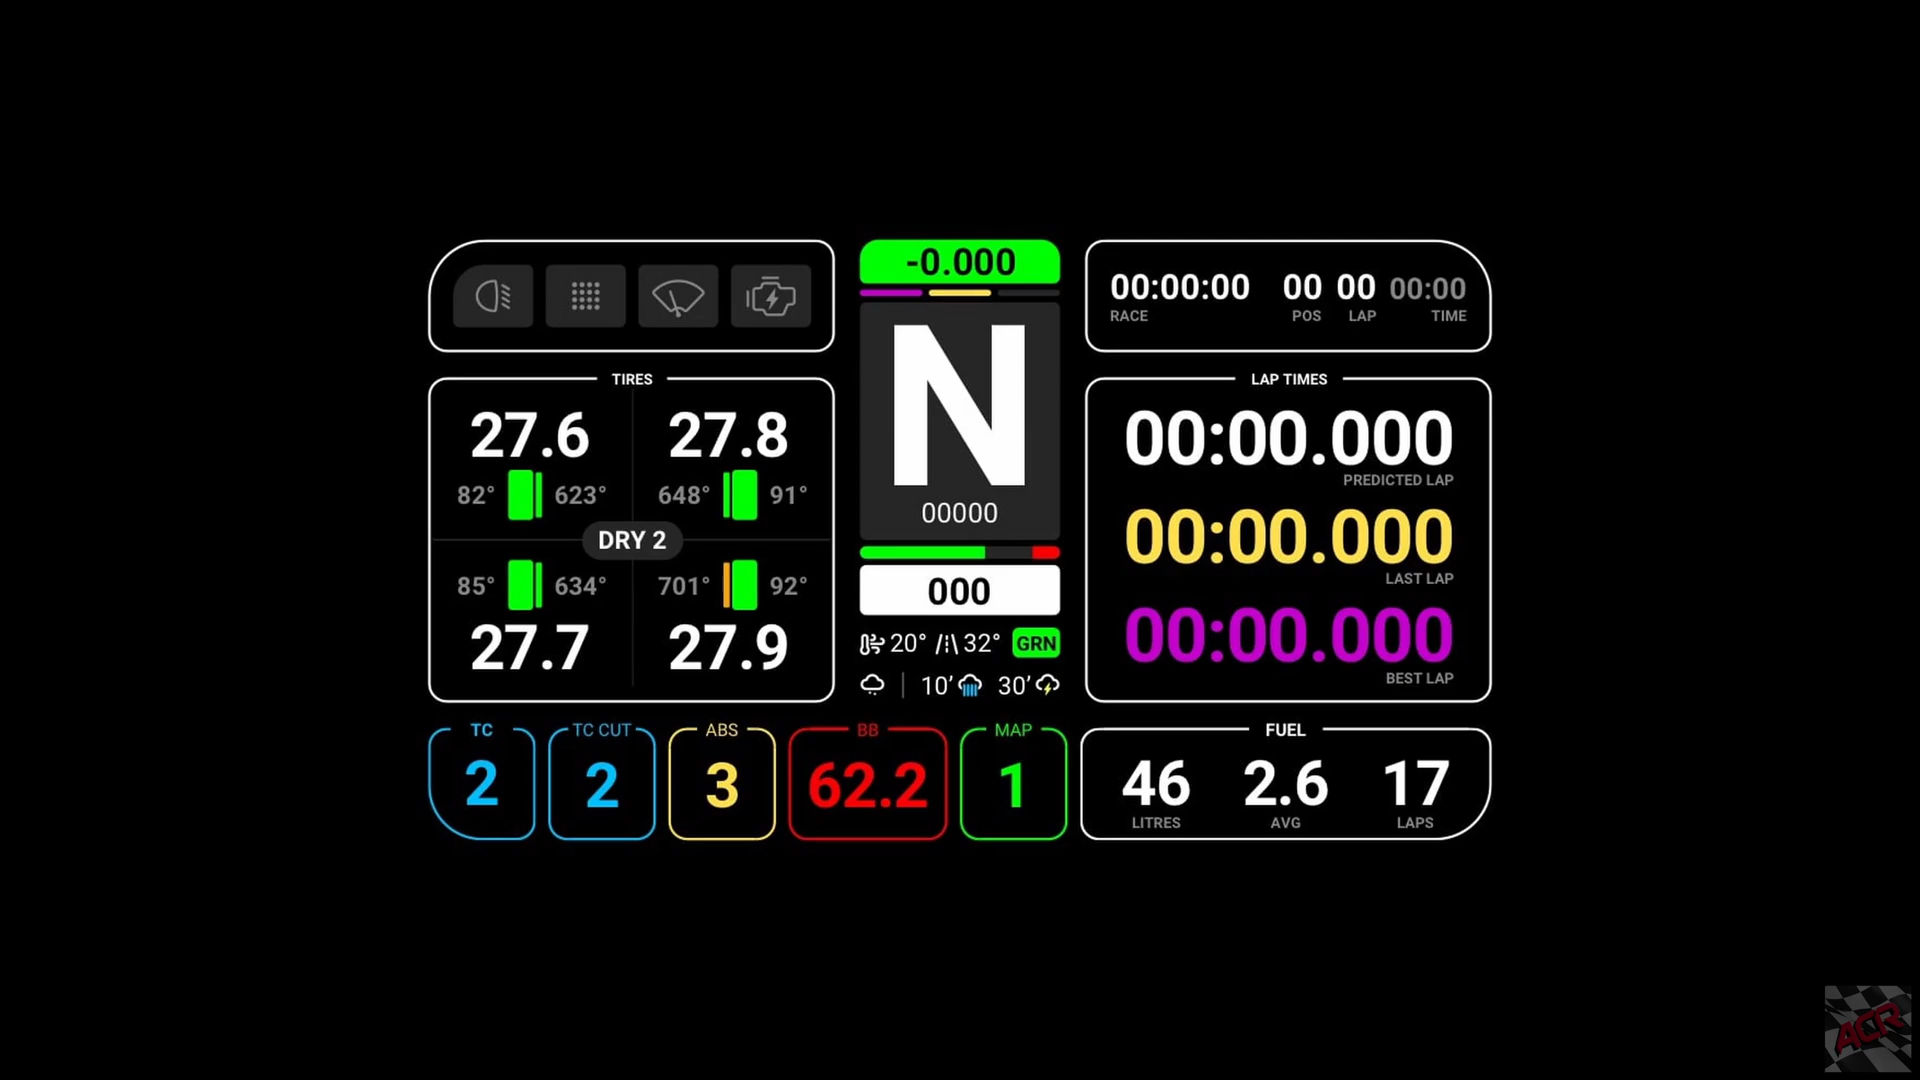 -0.000
N
00000
000
20° 32° GRN
10’ 30’
00:00:00 00 00 00:00
RACE POS LAP TIME
TIRES
27.6 27.8
82° 623° 648° 91°
DRY 2
85° 634° 701° 92°
27.7 27.9
LAP TIMES
00:00.000
PREDICTED LAP
00:00.000
LAST LAP
00:00.000
BEST LAP
TC TC CUT ABS BB MAP
2 2 3 62.2 1
FUEL
46 2.6 17
LITRES AVG LAPS
ACR